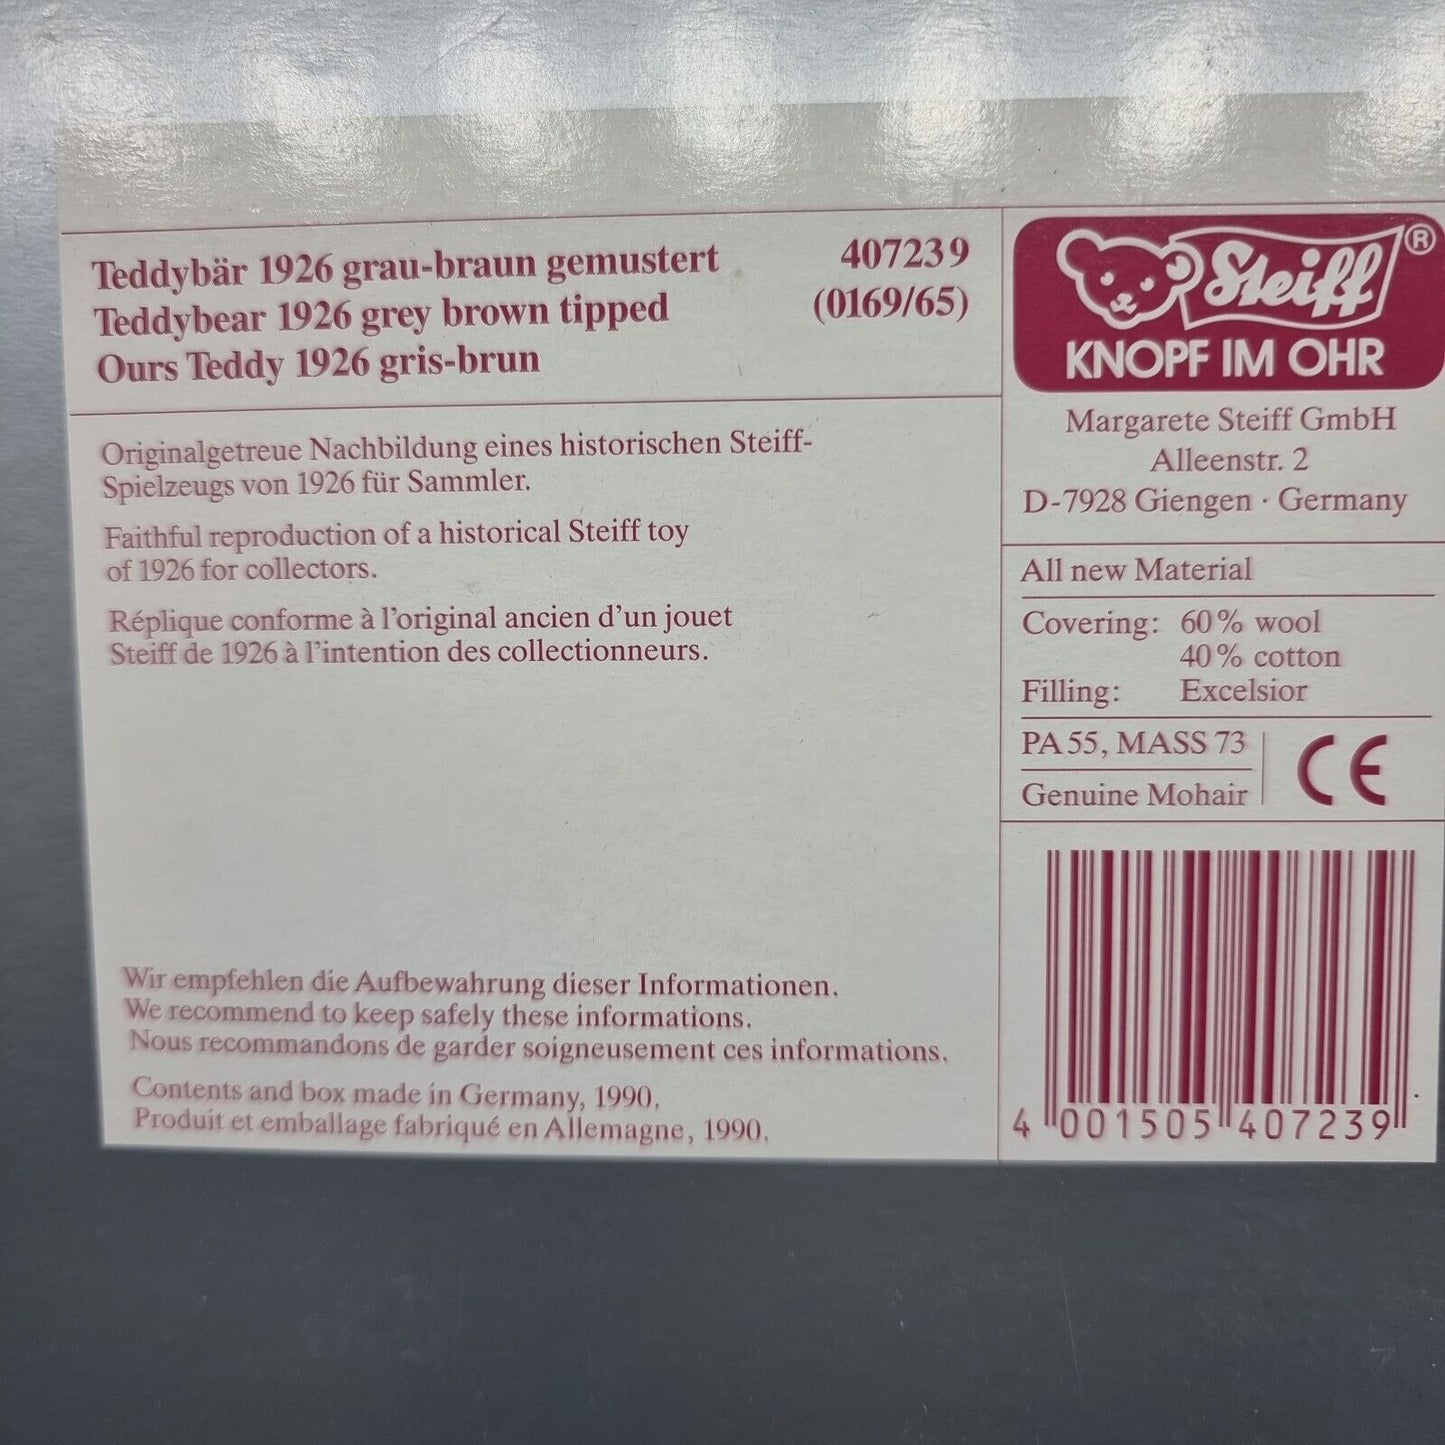 Teddybär 1926 grau-braun gemustert 407239
Teddybear 1926 grey brown tipped (0169/65)
Ours Teddy 1926 gris-brun
Originalgetreue Nachbildung eines historischen Steiff-
Spielzeugs von 1926 für Sammler.
Faithful reproduction of a historical Steiff toy
of 1926 for collectors.
Réplique conforme à l'original ancien d'un jouet
Steiff de 1926 à l'intention des collectionneurs.
Wir empfehlen die Aufbewahrung dieser Informationen.
We recommend to keep safely these informations.
Nous recommandons de garder soigneusement ces informations.
Contents and box made in Germany, 1990.
Produit et emballage fabriqué en Allemagne, 1990.
Steiff ®
KNOPF IM OHR
Margarete Steiff GmbH
Alleenstr. 2
D-7928 Giengen · Germany
All new Material
Covering: 60% wool
40% cotton
Filling: Excelsior
PA 55, MASS 73
Genuine Mohair
CE
4 001505 407239